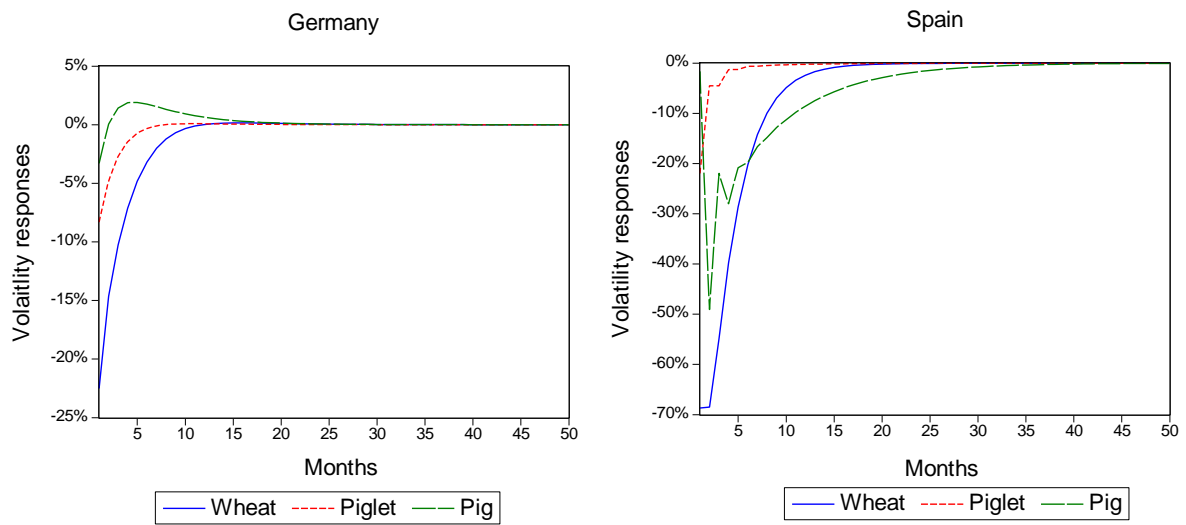 Germany
Volaitlity responses
5%
0%
-5%
-10%
-15%
-20%
-25%
5 10 15 20 25 30 35 40 45 50
Months
Wheat Piglet Pig
Spain
Volatility responses
0%
-10%
-20%
-30%
-40%
-50%
-60%
-70%
5 10 15 20 25 30 35 40 45 50
Months
Wheat Piglet Pig